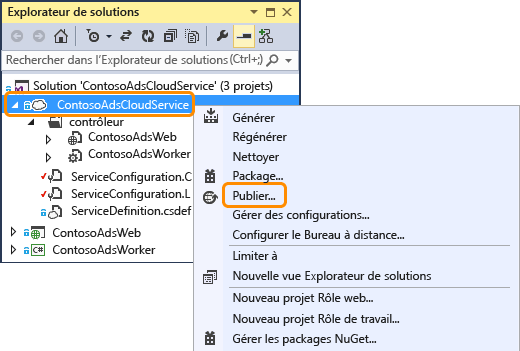 Explorateur de solutions
Rechercher dans l'Explorateur de solutions (Ctrl+;)
Solution 'ContosoAdsCloudService' (3 projets)
ContosoAdsCloudService
contrôleur
ContosoAdsWeb
ContosoAdsWorker
ServiceConfiguration.C
ServiceConfiguration.L
ServiceDefinition.csdef
ContosoAdsWeb
C# ContosoAdsWorker
Générer
Régénérer
Nettoyer
Package...
Publier...
Gérer des configurations...
Configurer le Bureau à distance...
Limiter à
Nouvelle vue Explorateur de solutions
Nouveau projet Rôle web...
Nouveau projet Rôle de travail...
Gérer les packages NuGet...